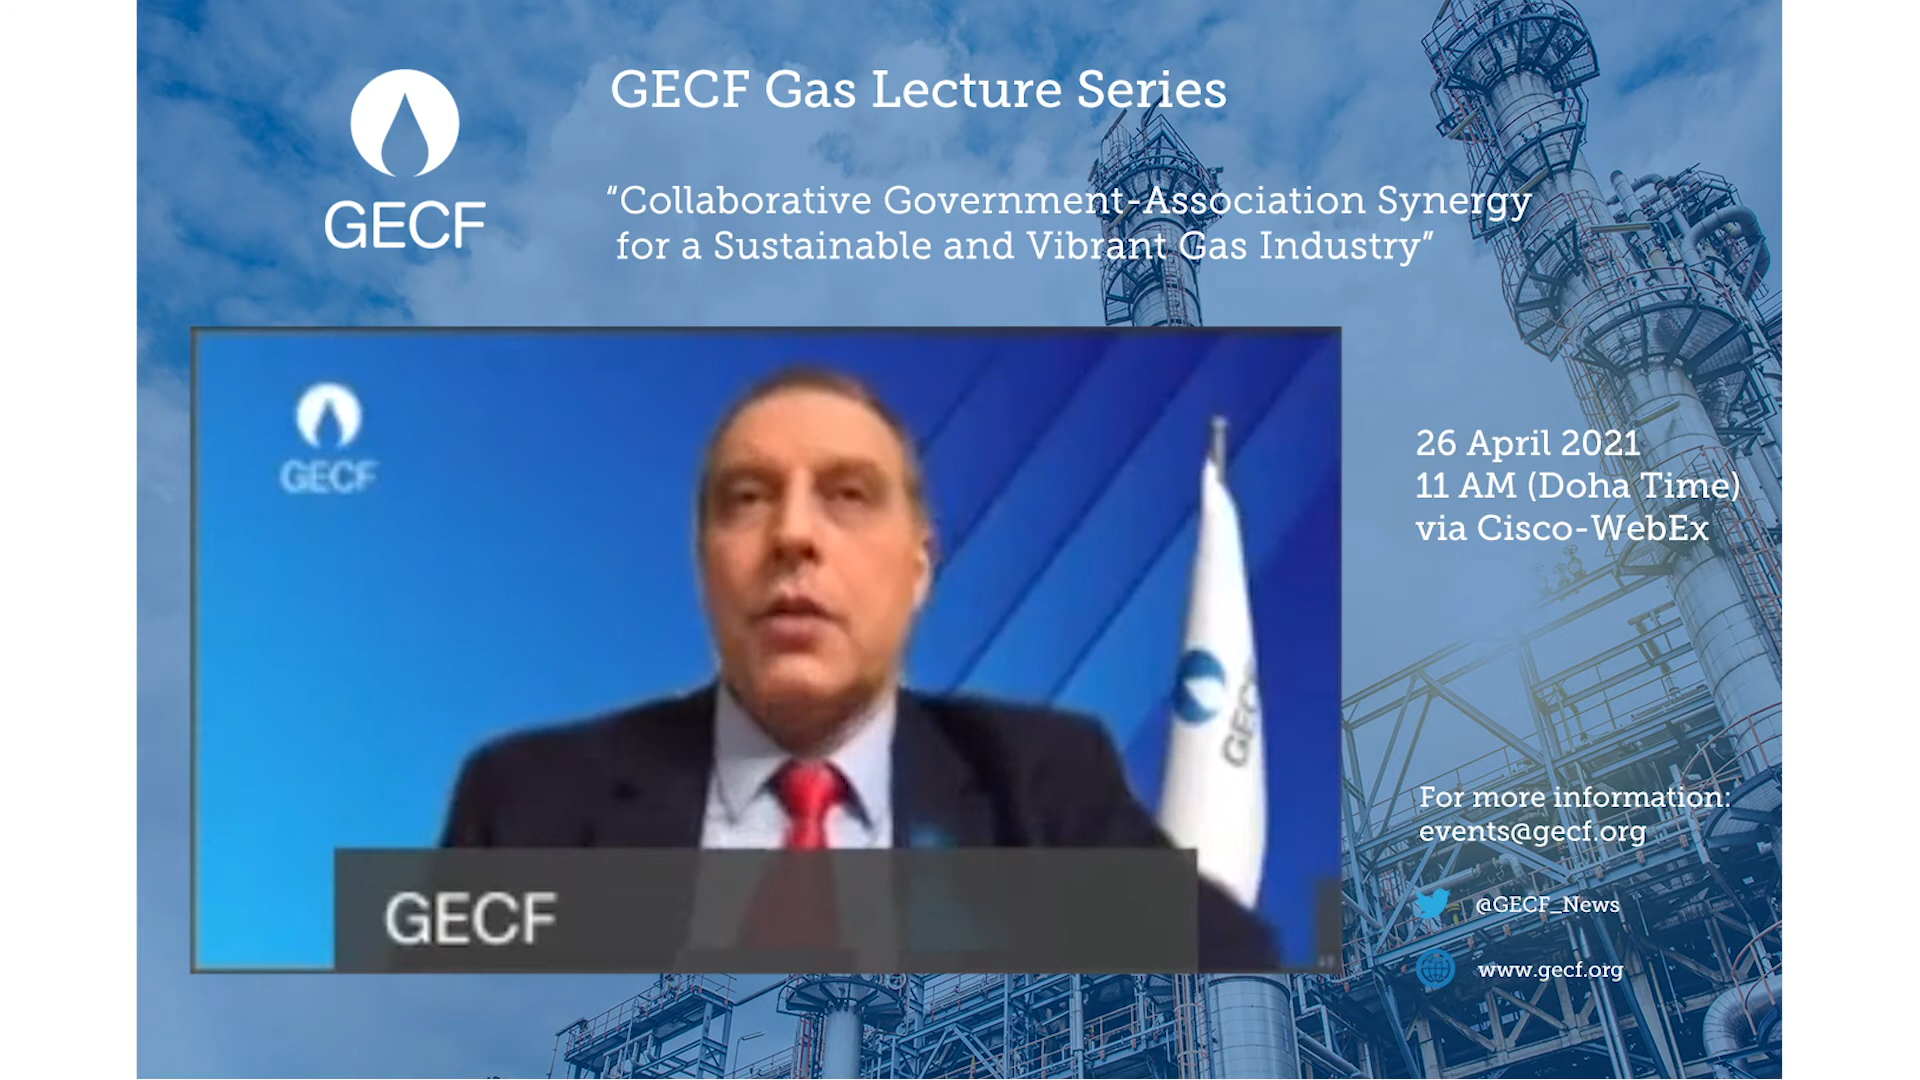 GECF
GECF Gas Lecture Series
“Collaborative Government-Association Synergy
for a Sustainable and Vibrant Gas Industry”
GECF
GECF
GECF
26 April 2021
11 AM (Doha Time)
via Cisco-WebEx
For more information:
events@gecf.org
@GECF_News
www.gecf.org